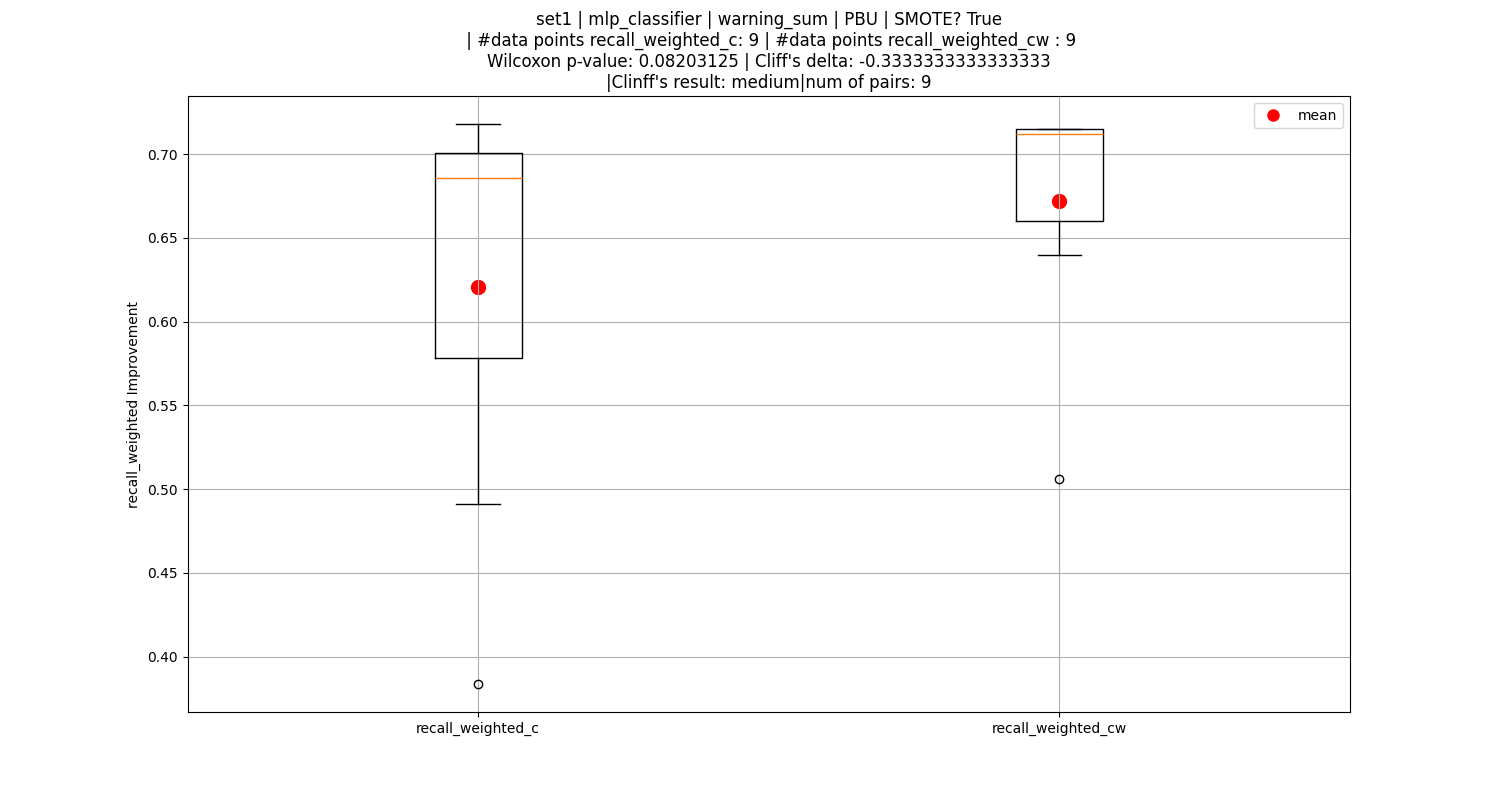 set1 | mlp_classifier | warning_sum | PBU | SMOTE? True
| #data points recall_weighted_c: 9 | #data points recall_weighted_cw : 9
Wilcoxon p-value: 0.08203125 | Cliff's delta: -0.3333333333333333
|Clinff's result: medium|num of pairs: 9
mean
0.70
0.65
0.60
0.55
0.50
0.45
0.40
recall_weighted Improvement
recall_weighted_c
recall_weighted_cw